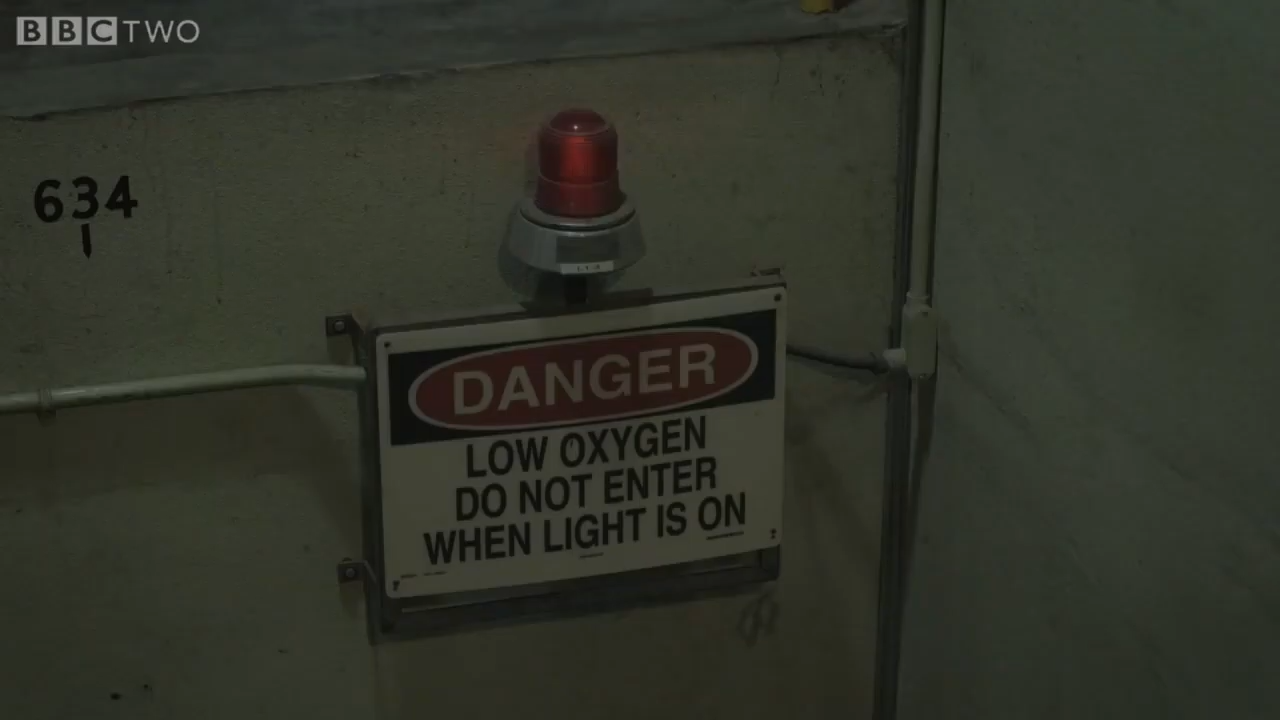 BBC TWO
634
DANGER
LOW OXYGEN
DO NOT ENTER
WHEN LIGHT IS ON